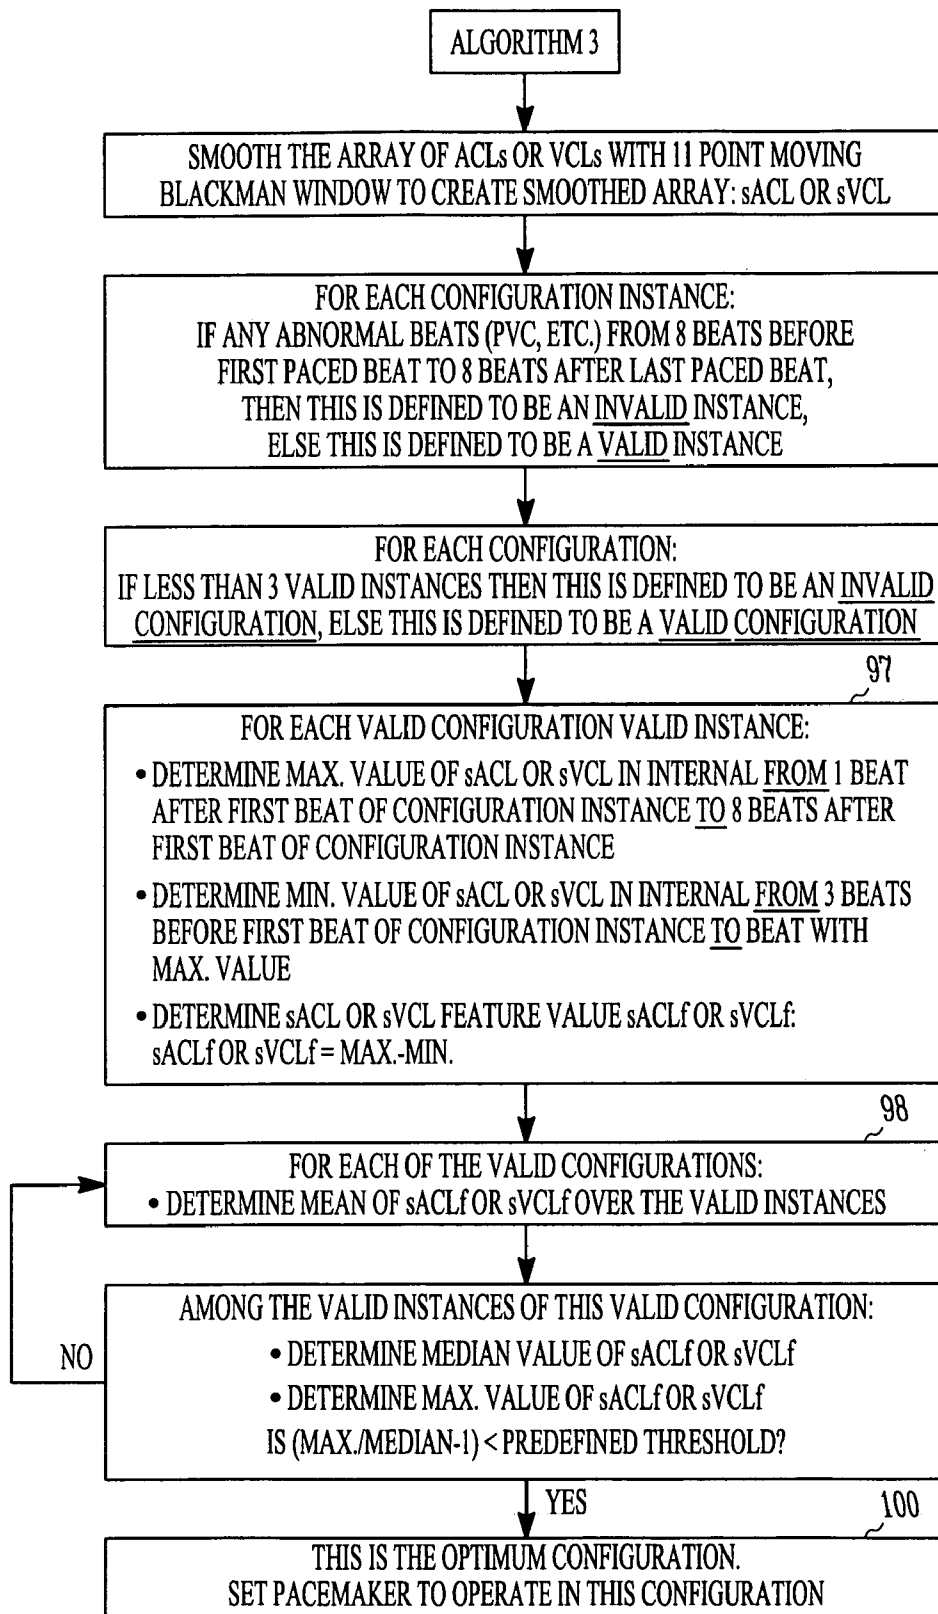 ALGORITHM 3
SMOOTH THE ARRAY OF ACLs OR VCLs WITH 11 POINT MOVING
BLACKMAN WINDOW TO CREATE SMOOTHED ARRAY: sACL OR sVCL
FOR EACH CONFIGURATION INSTANCE:
IF ANY ABNORMAL BEATS (PVC, ETC.) FROM 8 BEATS BEFORE
FIRST PACED BEAT TO 8 BEATS AFTER LAST PACED BEAT,
THEN THIS IS DEFINED TO BE AN INVALID INSTANCE,
ELSE THIS IS DEFINED TO BE A VALID INSTANCE
FOR EACH CONFIGURATION:
IF LESS THAN 3 VALID INSTANCES THEN THIS IS DEFINED TO BE AN INVALID
CONFIGURATION, ELSE THIS IS DEFINED TO BE A VALID CONFIGURATION
97
FOR EACH VALID CONFIGURATION VALID INSTANCE:
• DETERMINE MAX. VALUE OF sACL OR sVCL IN INTERNAL FROM 1 BEAT
AFTER FIRST BEAT OF CONFIGURATION INSTANCE TO 8 BEATS AFTER
FIRST BEAT OF CONFIGURATION INSTANCE
• DETERMINE MIN. VALUE OF sACL OR sVCL IN INTERNAL FROM 3 BEATS
BEFORE FIRST BEAT OF CONFIGURATION INSTANCE TO BEAT WITH
MAX. VALUE
• DETERMINE sACL OR sVCL FEATURE VALUE sACLf OR sVCLf:
sACLf OR sVCLf = MAX.-MIN.
98
FOR EACH OF THE VALID CONFIGURATIONS:
• DETERMINE MEAN OF sACLf OR sVCLf OVER THE VALID INSTANCES
AMONG THE VALID INSTANCES OF THIS VALID CONFIGURATION:
• DETERMINE MEDIAN VALUE OF sACLf OR sVCLf
• DETERMINE MAX. VALUE OF sACLf OR sVCLf
IS (MAX./MEDIAN-1) < PREDEFINED THRESHOLD?
NO
YES
100
THIS IS THE OPTIMUM CONFIGURATION.
SET PACEMAKER TO OPERATE IN THIS CONFIGURATION